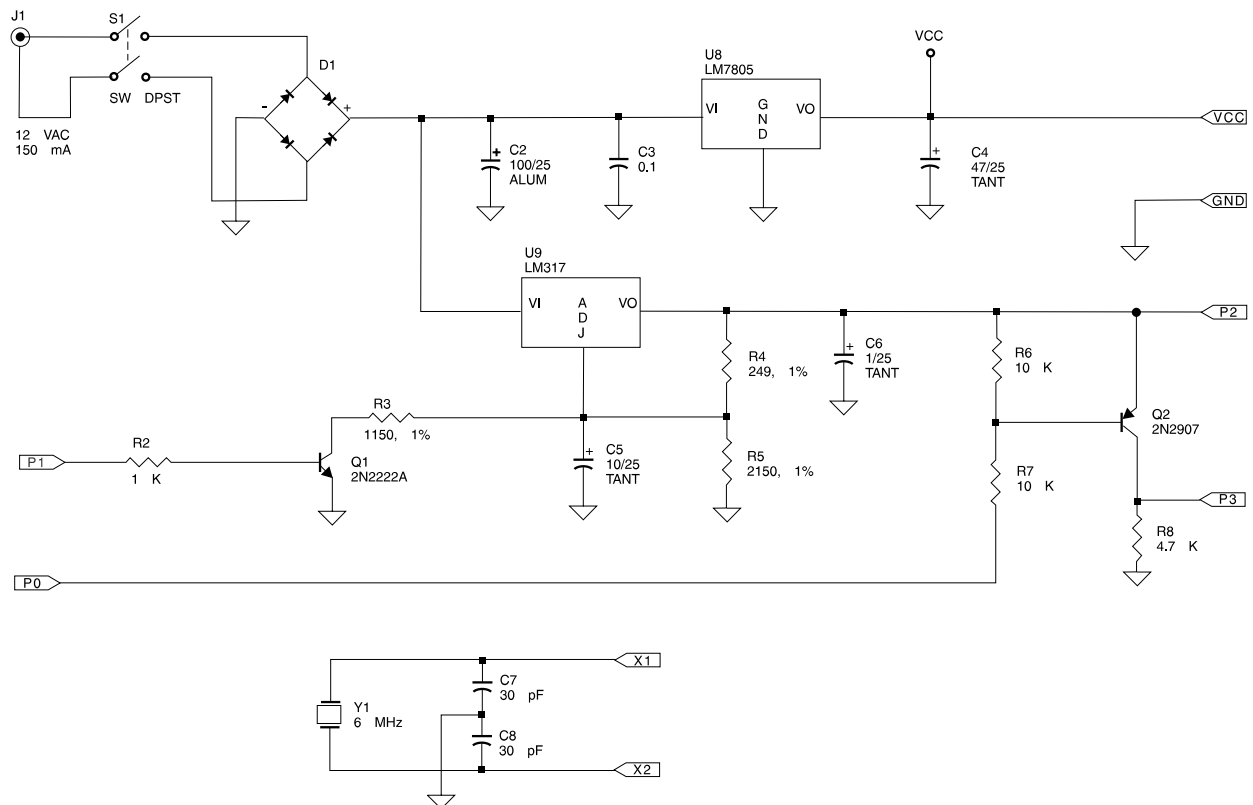 J1
S1
SW DPST
12 VAC
150 mA
D1
-
+
+
C2
100/25
ALUM
C3
0.1
U8
LM7805
VI
G
N
D
VO
VCC
VCC
+
C4
47/25
TANT
GND
U9
LM317
VI
A
D
J
VO
P2
R4
249, 1%
+
C6
1/25
TANT
R6
10 K
Q2
2N2907
R3
1150, 1%
P1
R2
1 K
Q1
2N2222A
+
C5
10/25
TANT
R5
2150, 1%
R7
10 K
P3
R8
4.7 K
P0
X1
C7
30 pF
Y1
6 MHz
C8
30 pF
X2